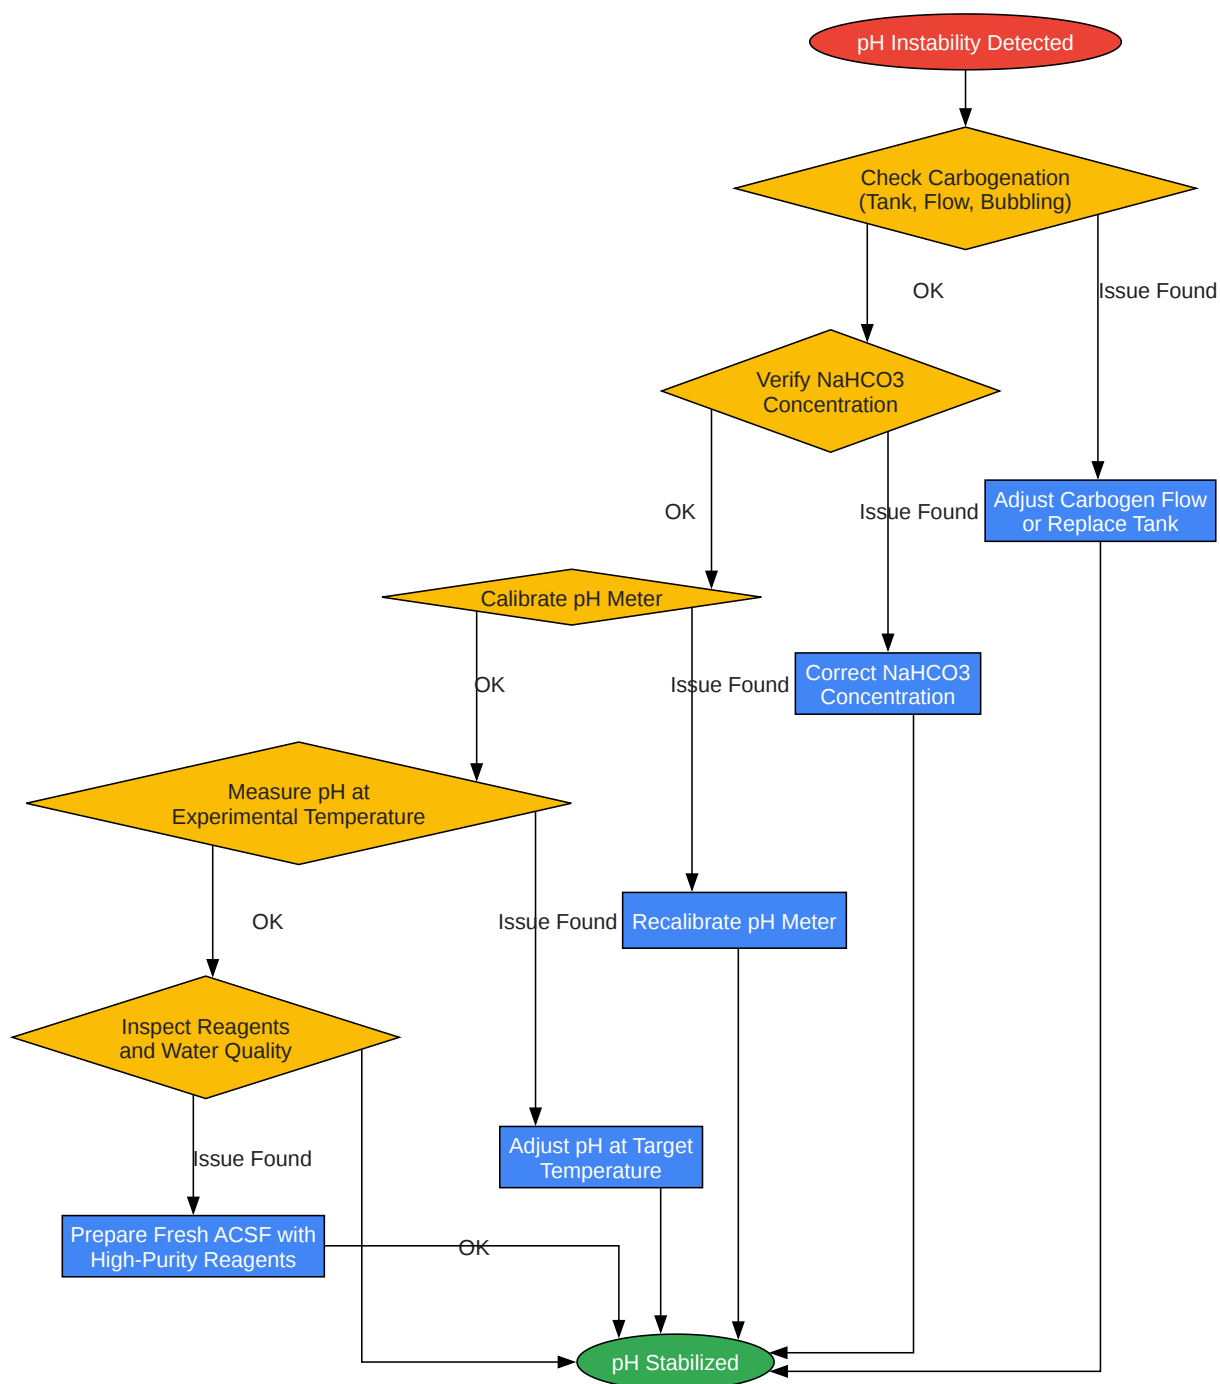 pH Instability Detected
Check Carbogenation
(Tank, Flow, Bubbling)
OK
Issue Found
Verify NaHCO3
Concentration
OK
Issue Found
Adjust Carbogen Flow
or Replace Tank
Calibrate pH Meter
OK
Issue Found
Correct NaHCO3
Concentration
Measure pH at
Experimental Temperature
OK
Issue Found
Recalibrate pH Meter
Inspect Reagents
and Water Quality
Issue Found
Adjust pH at Target
Temperature
Prepare Fresh ACSF with
High-Purity Reagents
OK
pH Stabilized